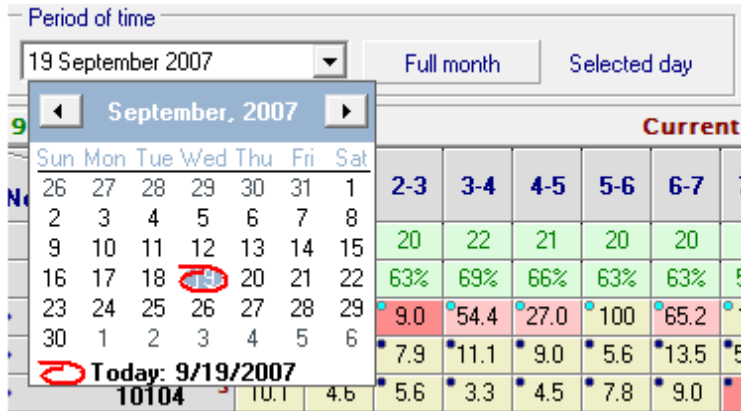 Period of time
19 September 2007 Full month Selected day
September, 2007
9 Current
Sun Mon Tue Wed Thu Fri Sat
2-3 3-4 4-5 5-6 6-7
26 27 28 29 30 31 1
2 3 4 5 6 7 8
20 22 21 20 20
9 10 11 12 13 14 15
16 17 18 19 20 21 22
63% 69% 66% 63% 63% 5
23 24 25 26 27 28 29
9.0 54.4 27.0 100 65.2
30 1 2 3 4 5 6
7.9 11.1 9.0 5.6 13.5
Today: 9/19/2007
10104 3 10.1 4.6 5.6 3.3 4.5 7.8 9.0